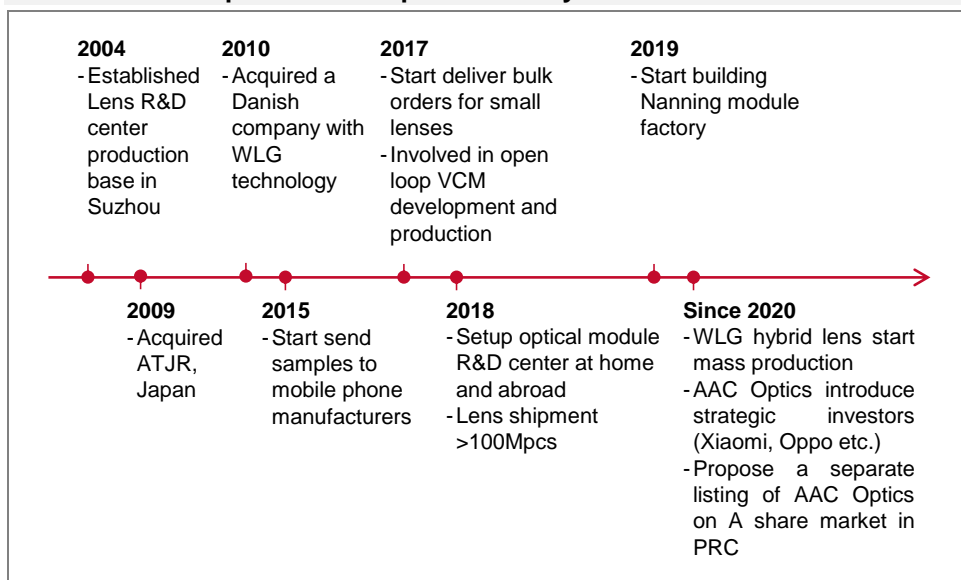 2004
-Established
Lens R&D
center
production
base in
Suzhou
2010
-Acquired a
Danish
company with
WLG
technology
2017
-Start deliver bulk
orders for small
lenses
-Involved in open
loop VCM
development and
production
2019
-Start building
Nanning module
factory
2009
-Acquired
ATJR,
Japan
2015
-Start send
samples to
mobile phone
manufacturers
2018
-Setup optical module
R&D center at home
and abroad
-Lens shipment
>100Mpcs
Since 2020
-WLG hybrid lens start
mass production
-AAC Optics introduce
strategic investors
(Xiaomi, Oppo etc.)
-Propose a separate
listing of AAC Optics
on A share market in
PRC